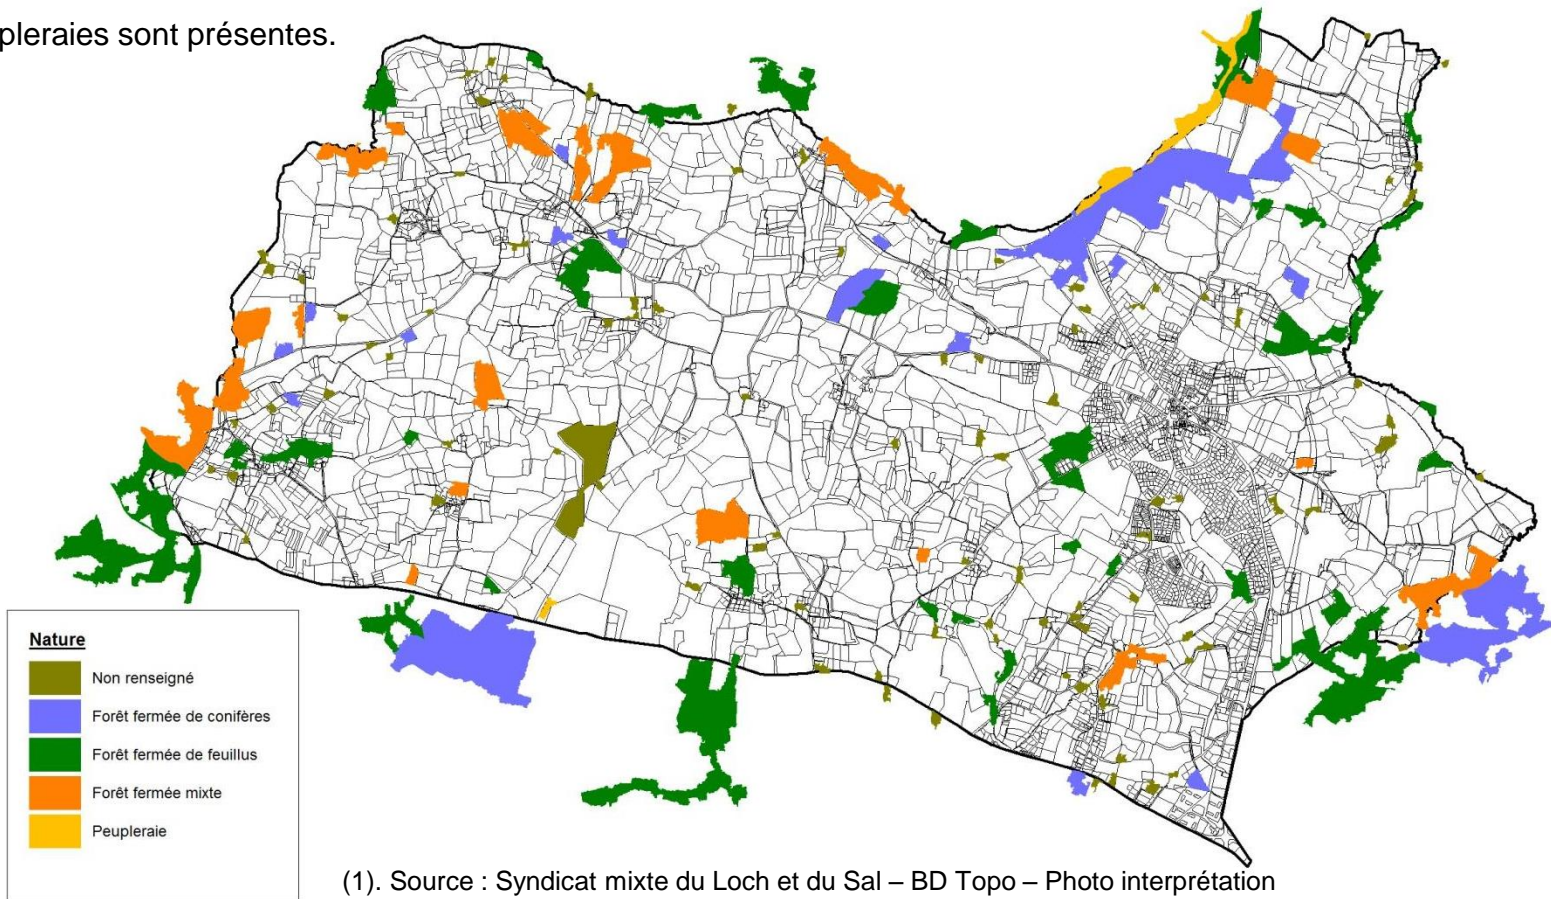 pleraies sont présentes.
Nature
Non renseigné
Forêt fermée de conifères
Forêt fermée de feuillus
Forêt fermée mixte
Peupleraie
(1). Source : Syndicat mixte du Loch et du Sal – BD Topo – Photo interprétation